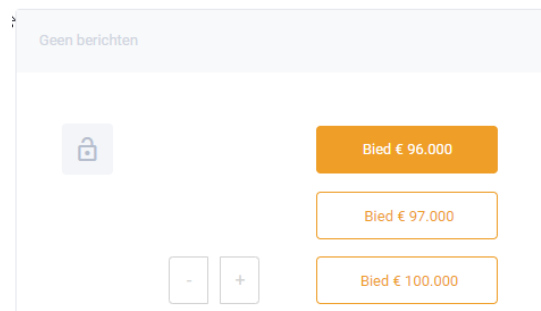 Geen berichten
Bied € 96.000
Bied € 97.000
- + Bied € 100.000